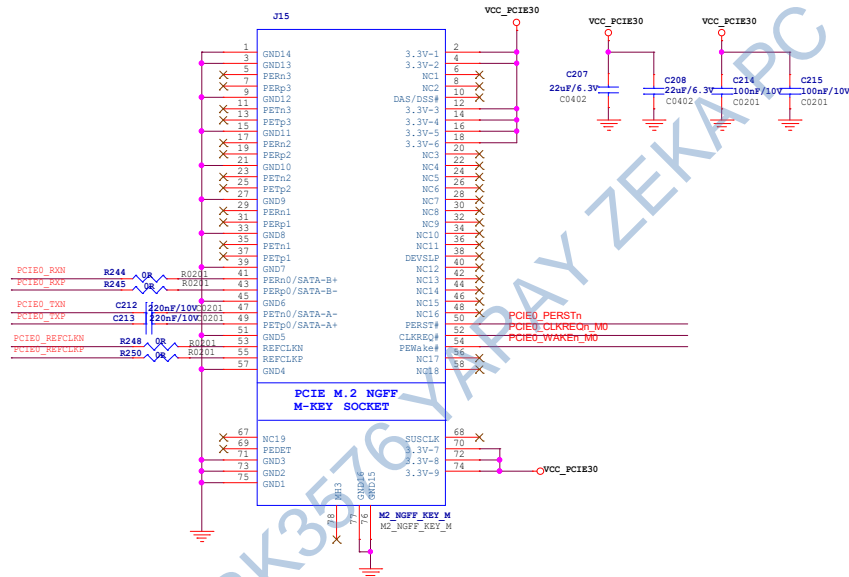 J15
VCC_PCIE30
VCC_PCIE30
VCC_PCIE30
1 GND14 3.3V-1 2
3 GND13 3.3V-2 4
5 PERn3 NC1 6
7 PERp3 NC2 8
9 GND12 DAS/DSS# 10
11 PETn3 3.3V-3 12
13 PETp3 3.3V-4 14
15 GND11 3.3V-5 16
17 PERn2 3.3V-6 18
19 PERp2 NC3 20
21 GND10 NC4 22
23 PETn2 NC5 24
25 PETp2 NC6 26
27 GND9 NC7 28
29 PERn1 NC8 30
31 PERp1 NC9 32
33 GND8 NC10 34
35 PETn1 NC11 36
37 PETp1 DEVSLP 38
39 GND7 NC12 40
41 PERn0/SATA-B+ NC13 42
43 PERp0/SATA-B- NC14 44
45 GND6 NC15 46
47 PETn0/SATA-A- NC16 48
49 PETp0/SATA-A+ PERST# 50
51 GND5 CLKREQ# 52
53 REFCLKN PEWake# 54
55 REFCLKP NC17 56
57 GND4 NC18 58
PCIE M.2 NGFF
M-KEY SOCKET
67 NC19 SUSCLK 68
69 PEDET 3.3V-7 70
71 GND3 3.3V-8 72
73 GND2 3.3V-9 74
75 GND1
MH3 GND16 GND15
78 77 76
M2_NGFF_KEY_M
M2_NGFF_KEY_M
VCC_PCIE30
PCIE0_RXN R244 0R R0201
PCIE0_RXP R245 0R R0201
PCIE0_TXN C212 220nF/10V C0201
PCIE0_TXP C213 220nF/10V C0201
PCIE0_REFCLKN R248 0R R0201
PCIE0_REFCLKP R250 0R R0201
PCIE0_PERSTn
PCIE0_CLKREQn_M0
PCIE0_WAKEn_M0
C207
22uF/6.3V
C0402
C208
22uF/6.3V
C0402
C214
100nF/10V
C0201
C215
100nF/10V
C0201
RK3576 YAPAY ZEKA PC